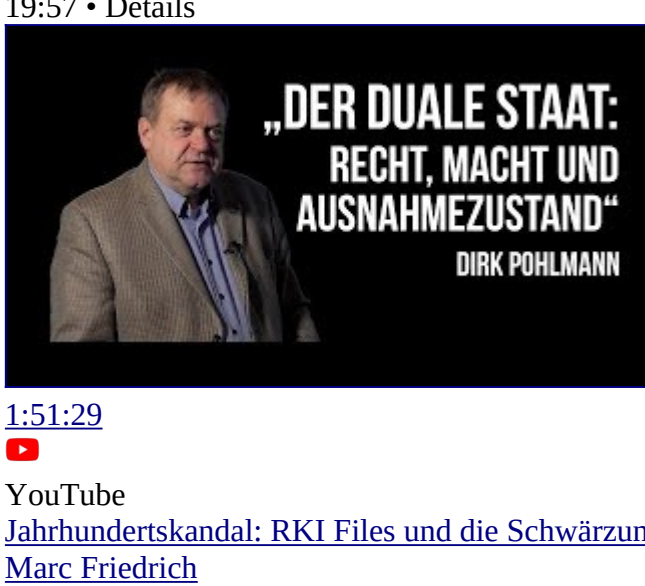 19:57 • Details
„DER DUALE STAAT:
RECHT, MACHT UND
AUSNAHMEZUSTAND“
DIRK POHLMANN
1:51:29
YouTube
Jahrhundertskandal: RKI Files und die Schwärzun
Marc Friedrich